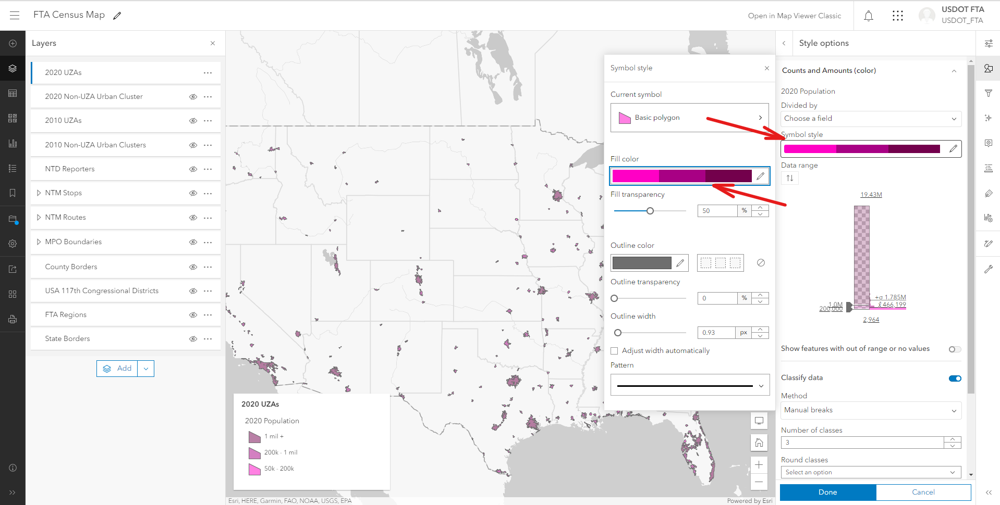 FTA Census Map
Open in Map Viewer Classic
USDOT FTA
USDOT_FTA
Layers
2020 UZAs
2020 Non-UZA Urban Cluster
2010 UZAs
2010 Non-UZA Urban Clusters
NTD Reporters
NTM Stops
NTM Routes
MPO Boundaries
County Borders
USA 117th Congressional Districts
FTA Regions
State Borders
Add
2020 UZAs
2020 Population
1 mil +
200k - 1 mil
50k - 200k
Esri, HERE, Garmin, FAO, NOAA, USGS, EPA
Powered by Esri
Symbol style
Current symbol
Basic polygon
Fill color
Fill transparency
50 %
Outline color
Outline transparency
0 %
Outline width
0.93 px
Adjust width automatically
Pattern
Style options
Counts and Amounts (color)
2020 Population
Divided by
Choose a field
Symbol style
Data range
19.43M
+σ 1.785M
1.0M
x̄ 466,199
200,000
2,964
Show features with out of range or no values
Classify data
Method
Manual breaks
Number of classes
3
Round classes
Select an option
Done
Cancel